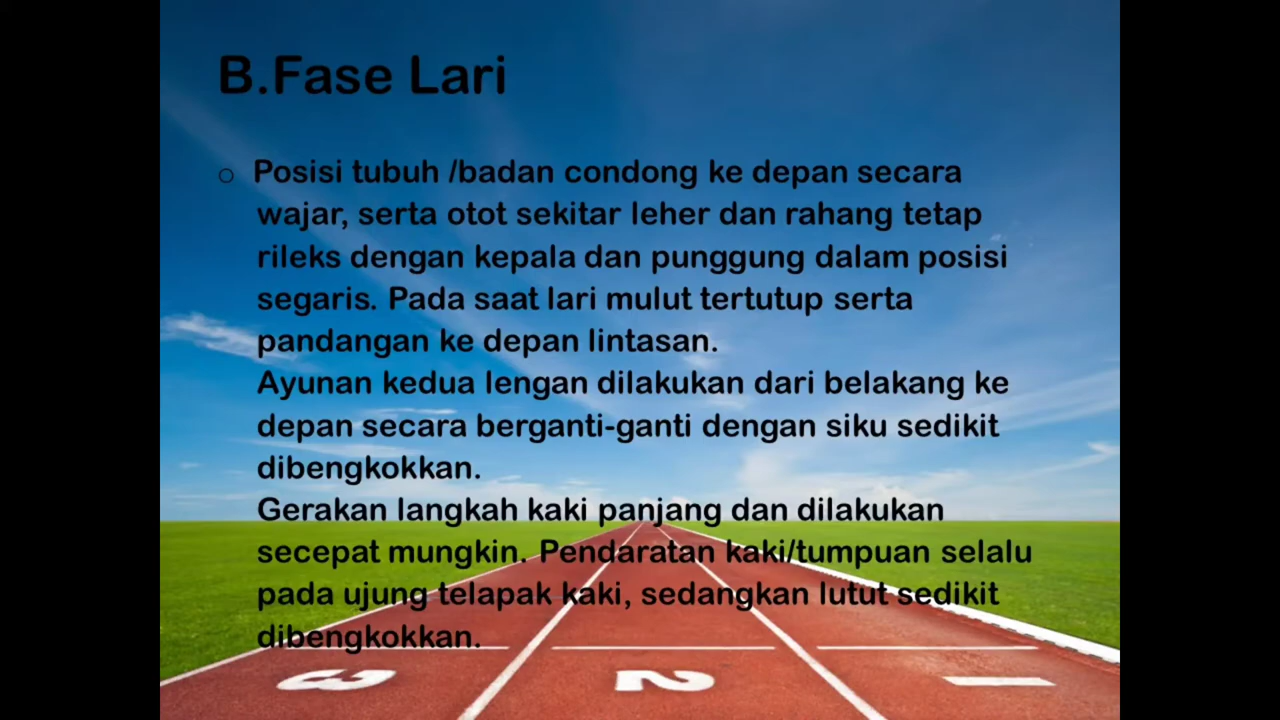 B.Fase Lari
o Posisi tubuh /badan condong ke depan secara
wajar, serta otot sekitar leher dan rahang tetap
rileks dengan kepala dan punggung dalam posisi
segaris. Pada saat lari mulut tertutup serta
pandangan ke depan lintasan.
Ayunan kedua lengan dilakukan dari belakang ke
depan secara berganti-ganti dengan siku sedikit
dibengkokkan.
Gerakan langkah kaki panjang dan dilakukan
secepat mungkin. Pendaratan kaki/tumpuan selalu
pada ujung telapak kaki, sedangkan lutut sedikit
dibengkokkan.
3 2 1